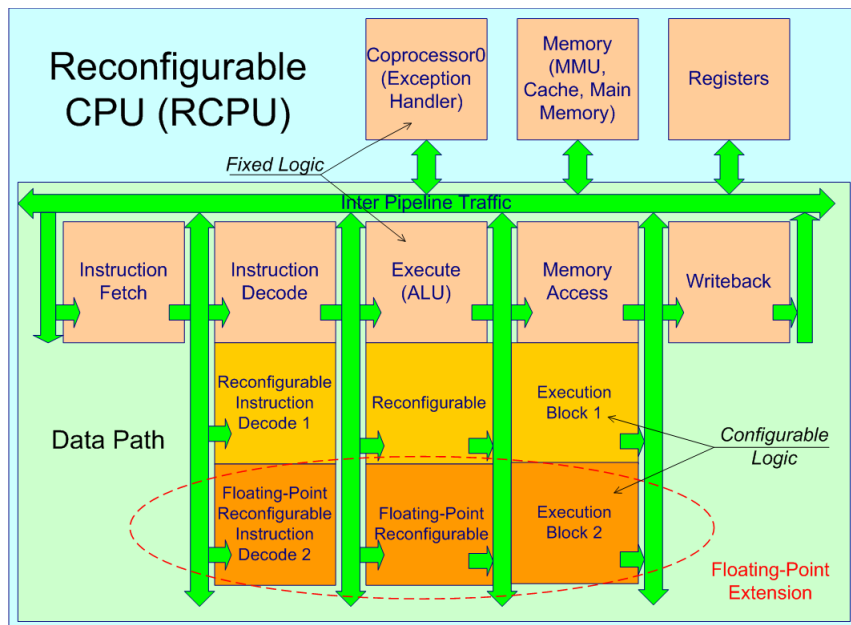 Reconfigurable
CPU (RCPU)
Coprocessor0
(Exception
Handler)
Memory
(MMU,
Cache, Main
Memory)
Registers
Fixed Logic
Inter Pipeline Traffic
Instruction
Fetch
Instruction
Decode
Execute
(ALU)
Memory
Access
Writeback
Reconfigurable
Instruction
Decode 1
Reconfigurable
Execution
Block 1
Data Path
Configurable
Logic
Floating-Point
Reconfigurable
Instruction
Decode 2
Floating-Point
Reconfigurable
Execution
Block 2
Floating-Point
Extension